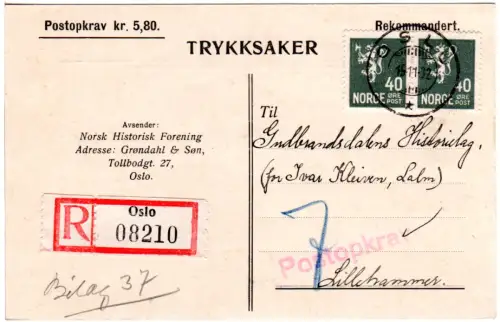 Postopkrav kr. 5,80.
Rekommandert.
TRYKKSAKER
OSLO
40 40
NORGE ØRE POST NORGE ØRE POST
Avsender:
Norsk Historisk Forening
Adresse: Grøndahl & Søn,
Tollbodgt. 27,
Oslo.
Til
Gudbrandsdalens Historielag,
(for Ivar Kleiven, Lalm)
R Oslo
08210
7
Postopkrav
Lillehammer.
Bilag 37